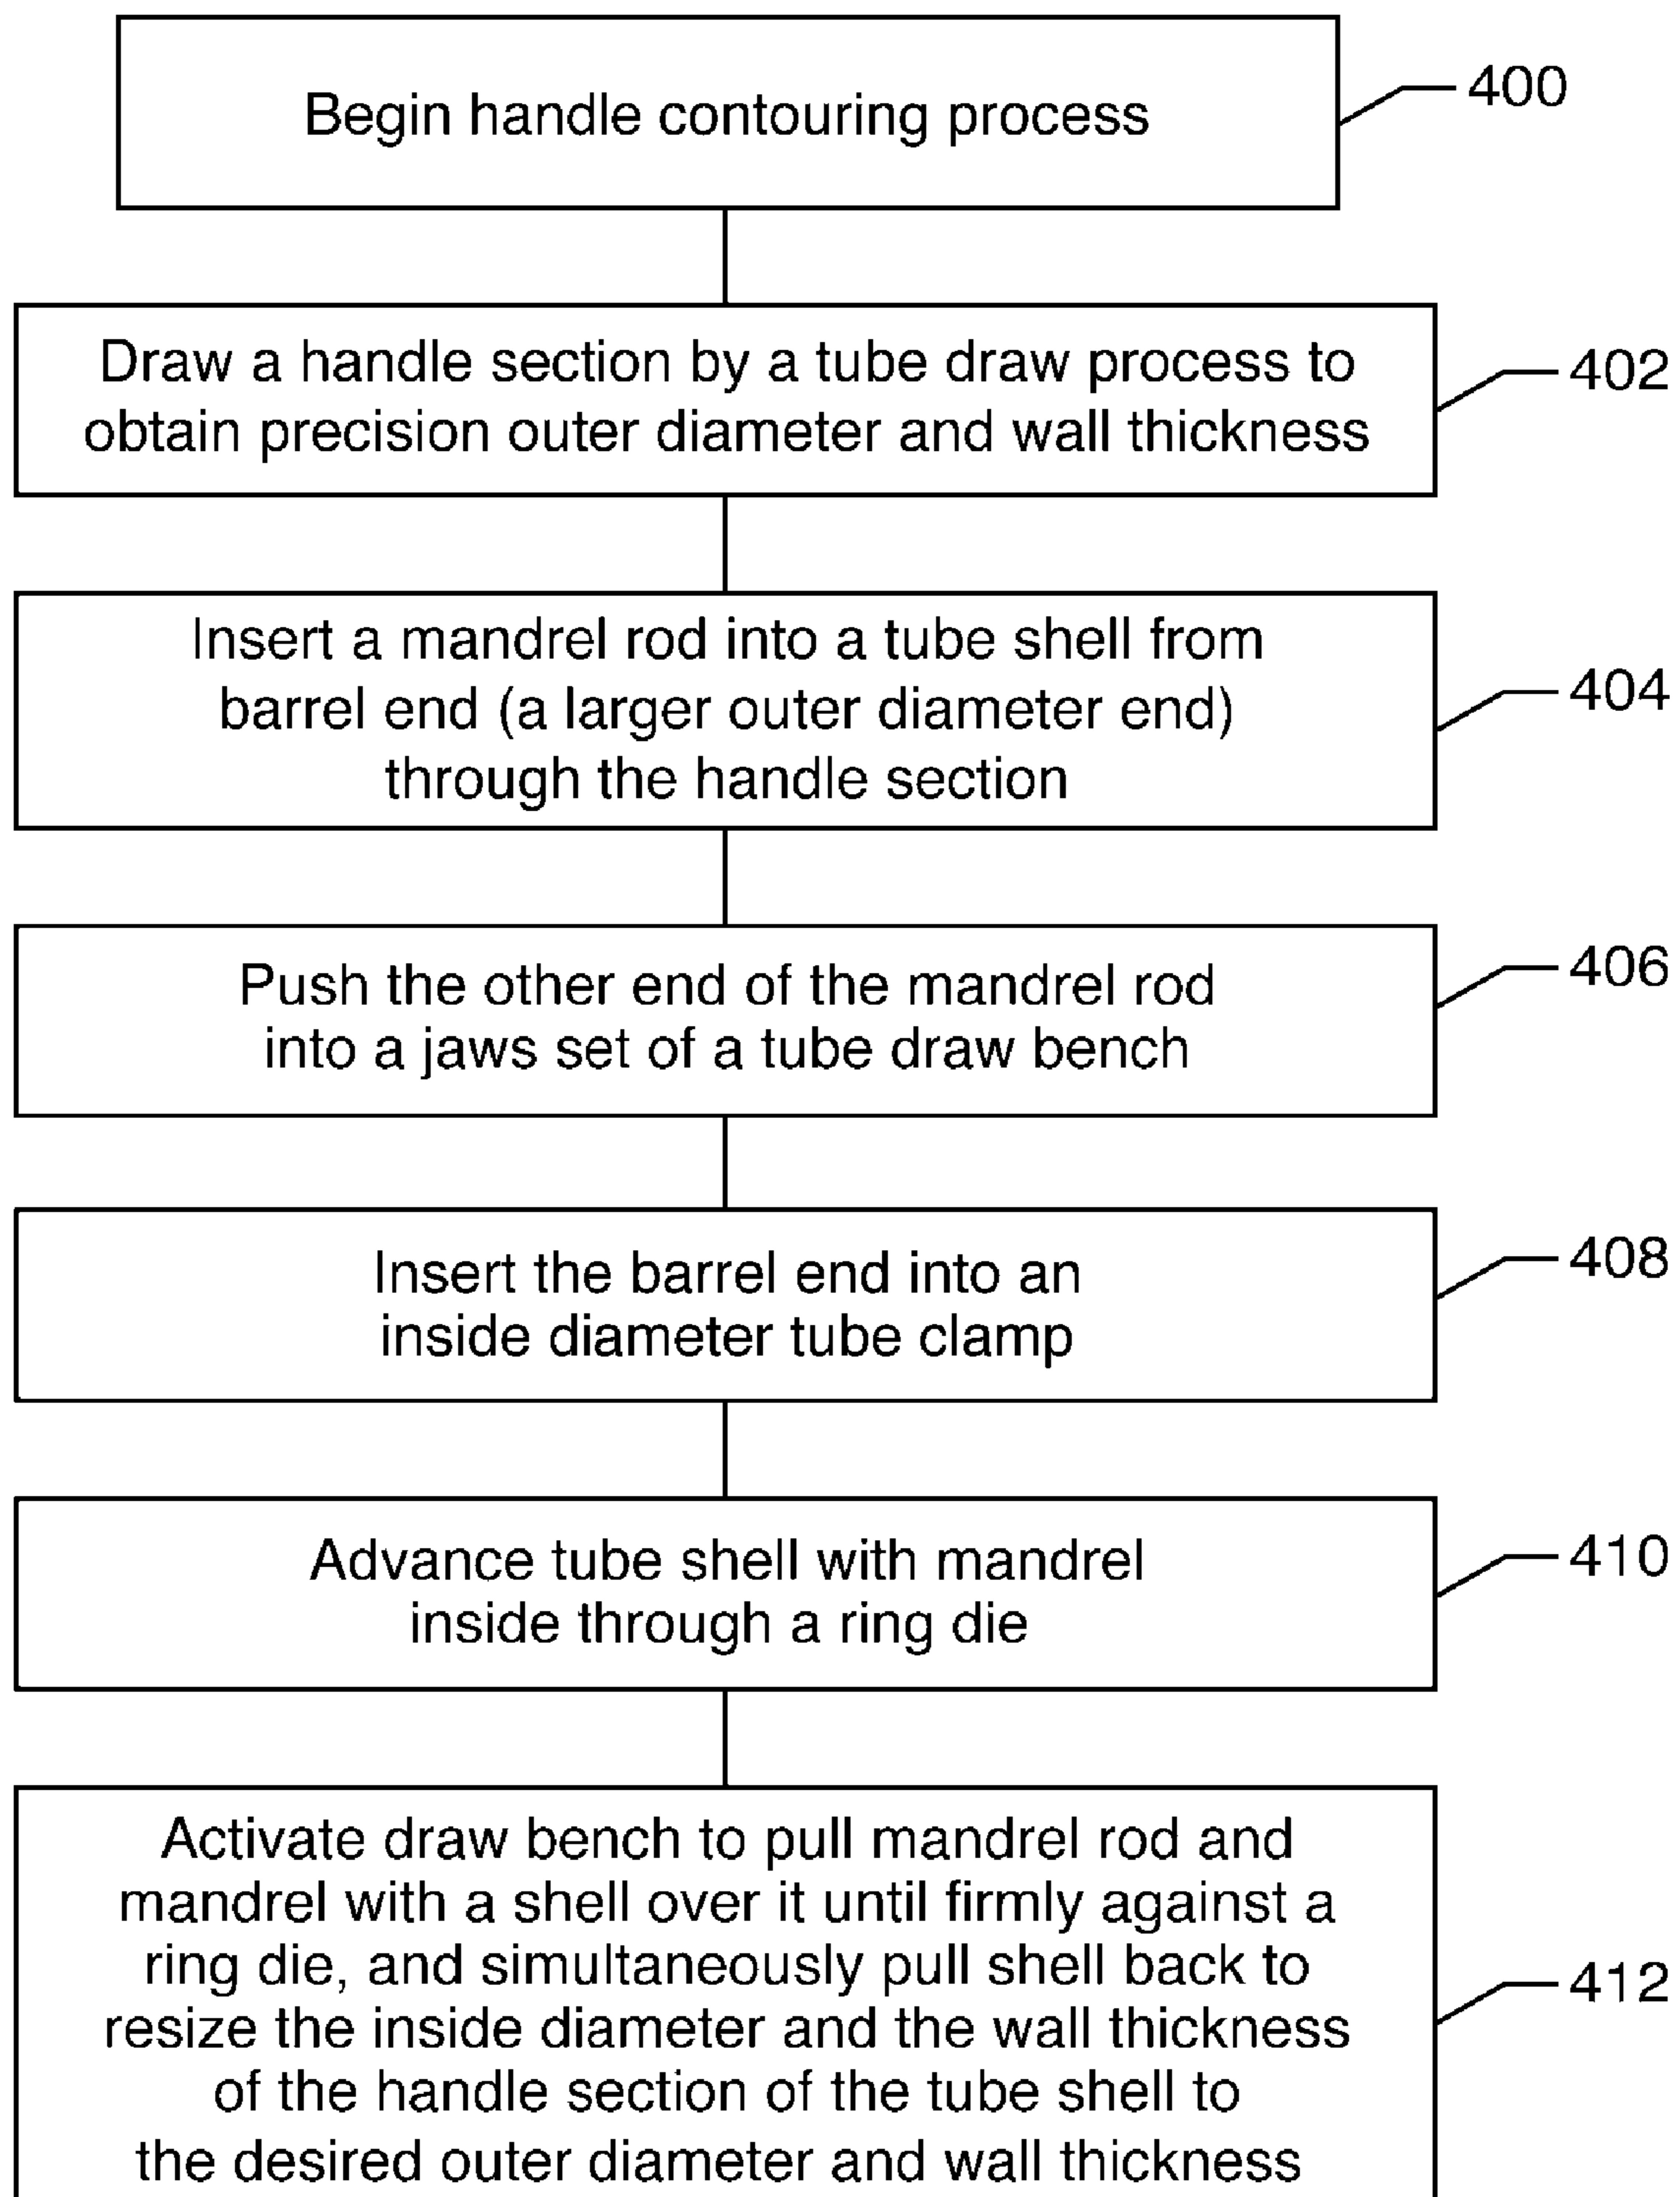 Begin handle contouring process
400
Draw a handle section by a tube draw process to
obtain precision outer diameter and wall thickness
402
Insert a mandrel rod into a tube shell from
barrel end (a larger outer diameter end)
through the handle section
404
Push the other end of the mandrel rod
into a jaws set of a tube draw bench
406
Insert the barrel end into an
inside diameter tube clamp
408
Advance tube shell with mandrel
inside through a ring die
410
Activate draw bench to pull mandrel rod and
mandrel with a shell over it until firmly against a
ring die, and simultaneously pull shell back to
resize the inside diameter and the wall thickness
of the handle section of the tube shell to
the desired outer diameter and wall thickness
412